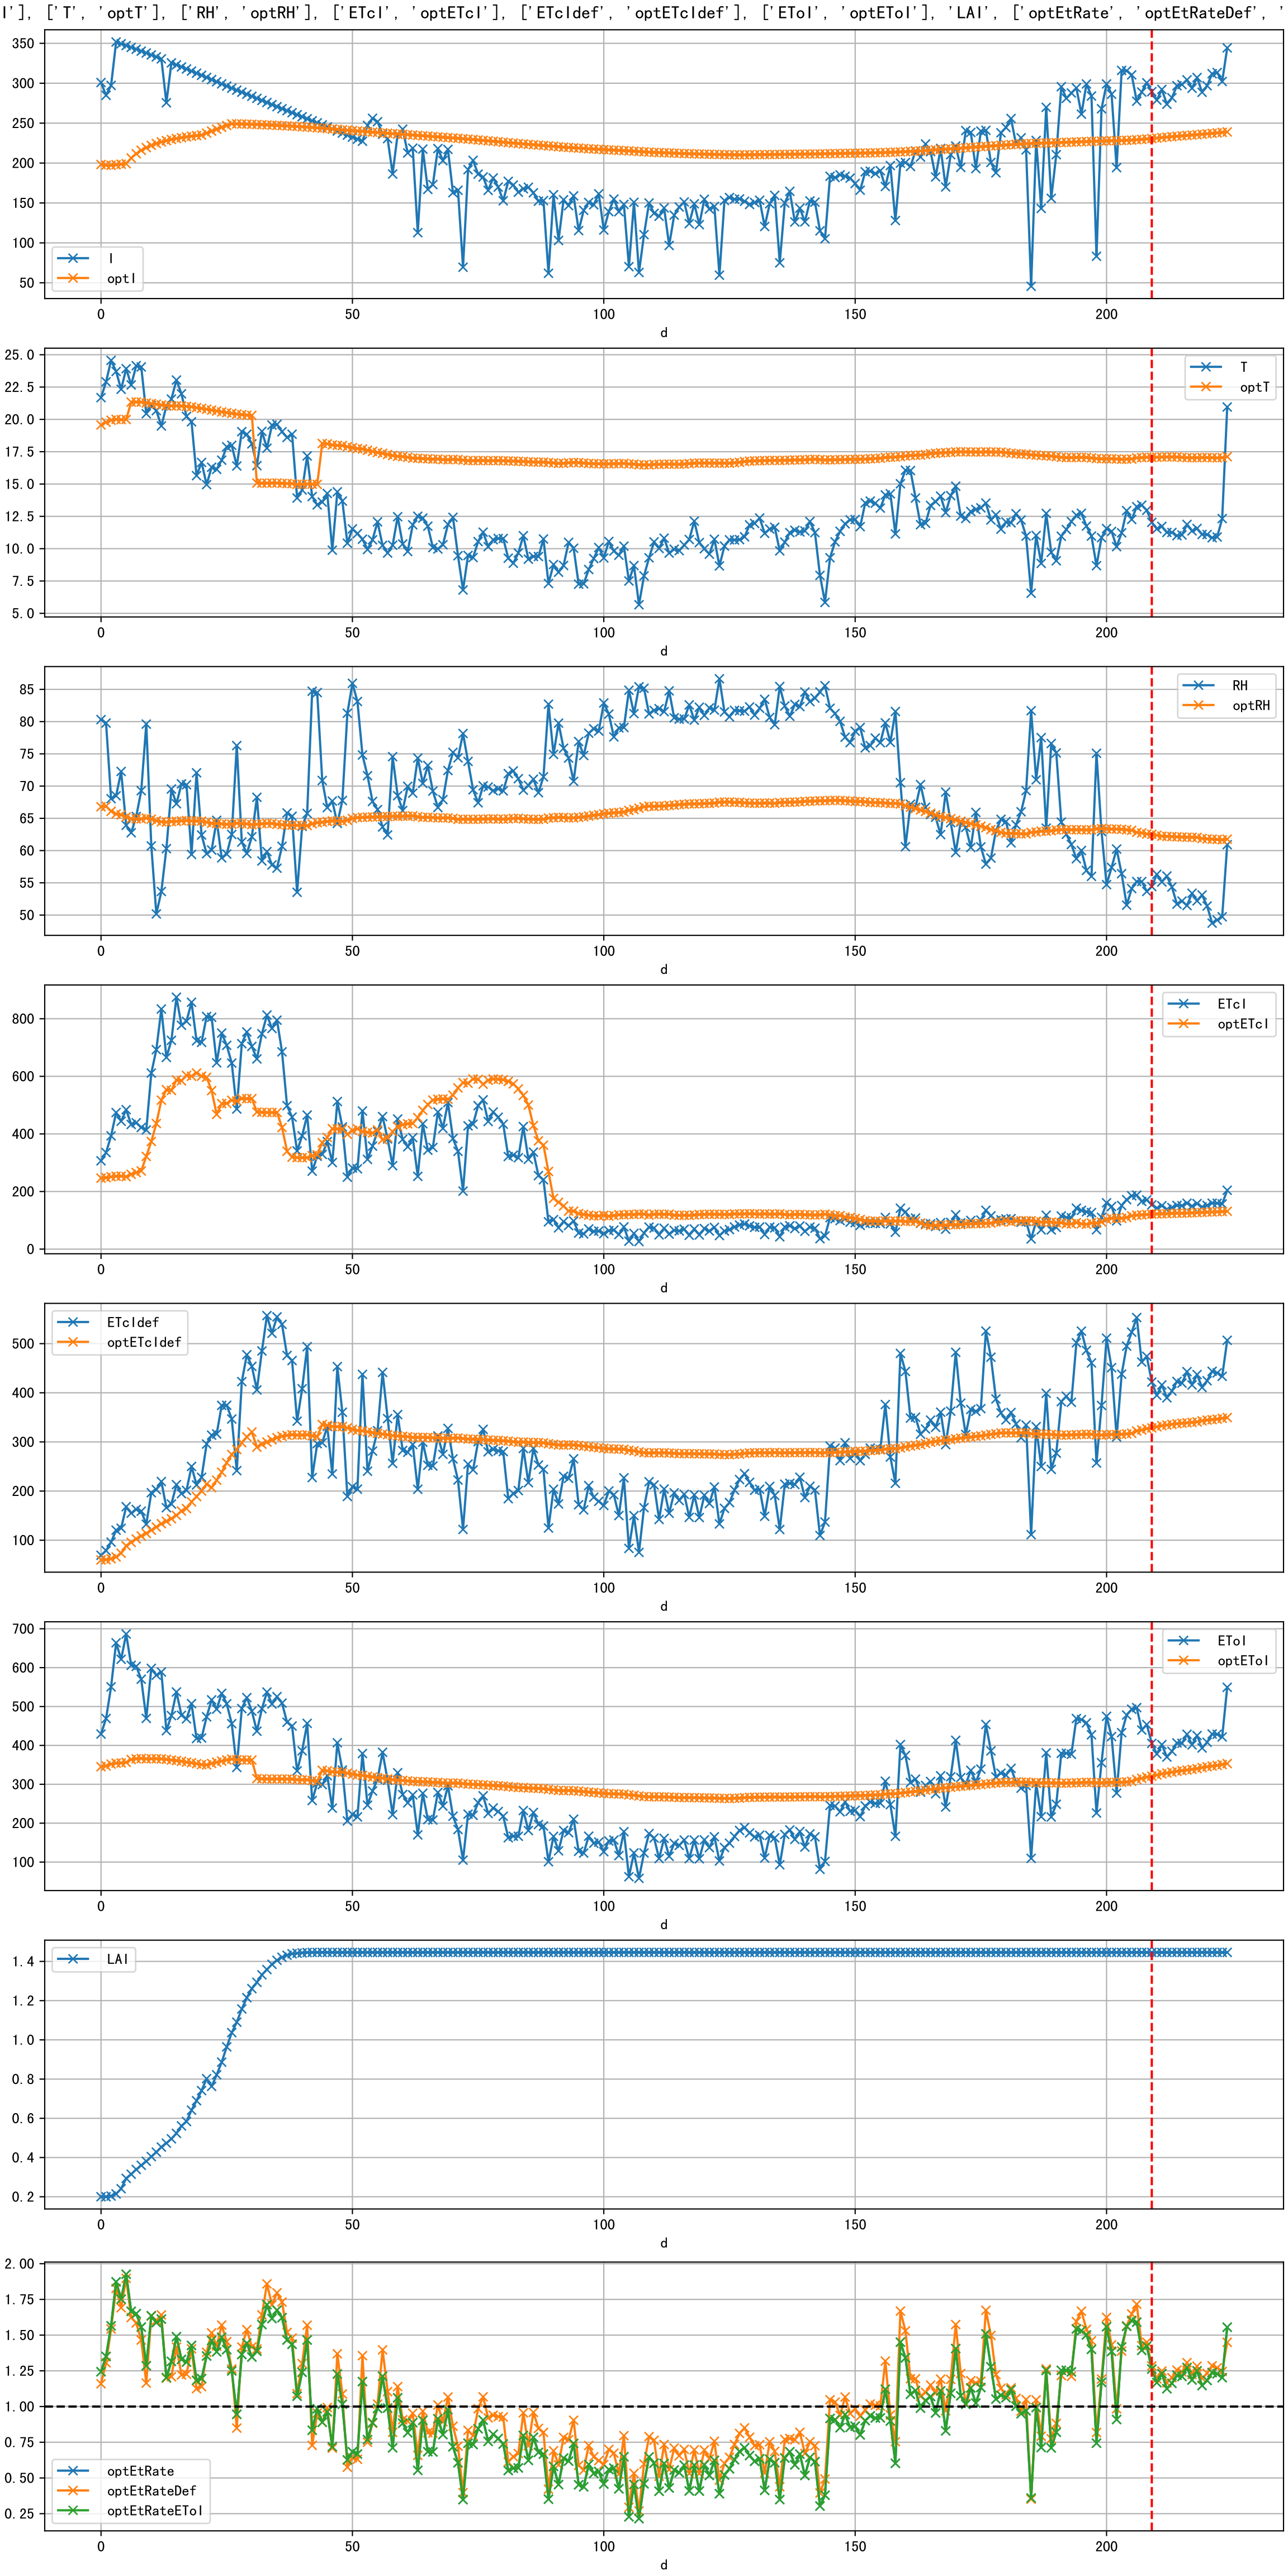 I'], ['T', 'optT'], ['RH', 'optRH'], ['ETcI', 'optETcI'], ['ETcIdef', 'optETcIdef'], ['EToI', 'optEToI'], 'LAI', ['optEtRate', 'optEtRateDef', '
350
300
250
200
150
100
50
I
optI
0 50 100 150 200
d
25.0
22.5
20.0
17.5
15.0
12.5
10.0
7.5
5.0
T
optT
0 50 100 150 200
d
85
80
75
70
65
60
55
50
RH
optRH
0 50 100 150 200
d
800
600
400
200
0
ETcI
optETcI
0 50 100 150 200
d
500
400
300
200
100
ETcIdef
optETcIdef
0 50 100 150 200
d
700
600
500
400
300
200
100
EToI
optEToI
0 50 100 150 200
d
1.4
1.2
1.0
0.8
0.6
0.4
0.2
LAI
0 50 100 150 200
d
2.00
1.75
1.50
1.25
1.00
0.75
0.50
0.25
optEtRate
optEtRateDef
optEtRateEToI
0 50 100 150 200
d